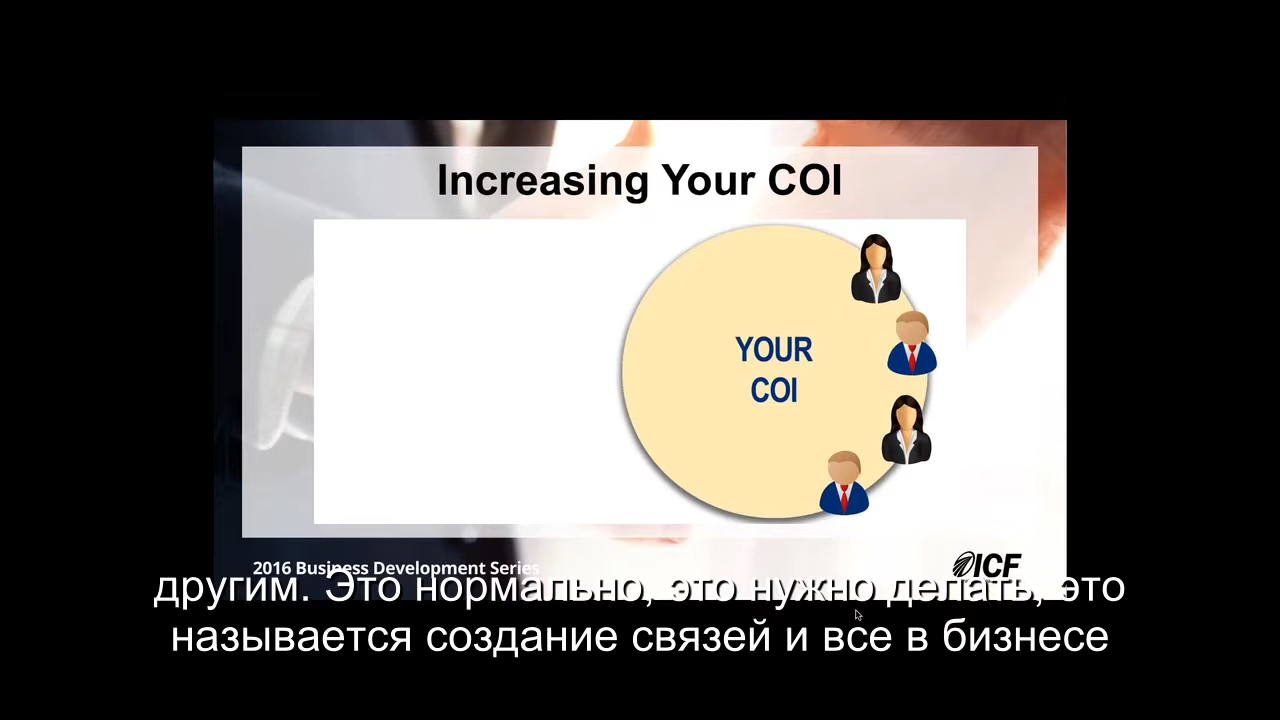 Increasing Your COI
YOUR
COI
2016 Business Development Series
ICF
другим. Это нормально, это нужно делать, это
называется создание связей и все в бизнесе